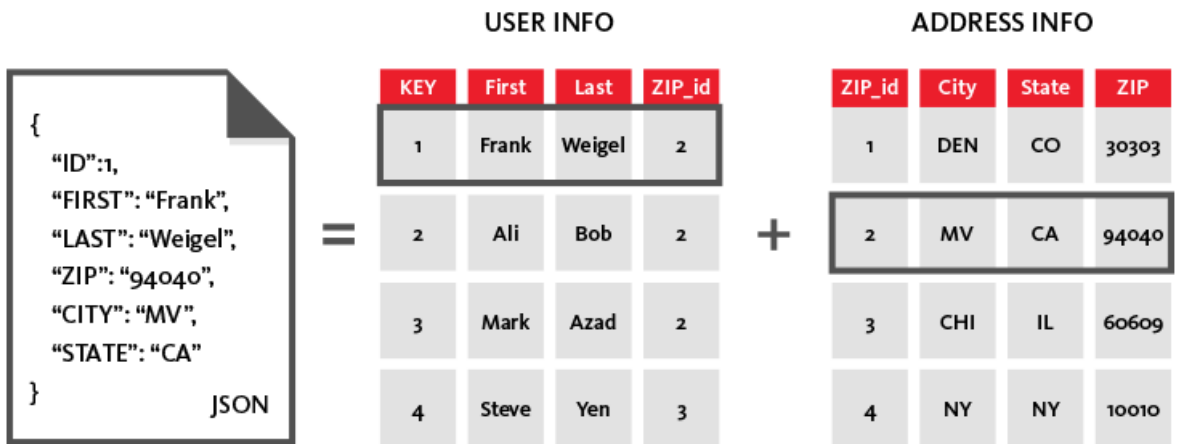 USER INFO
ADDRESS INFO
{
“ID”:1,
“FIRST”: “Frank”,
“LAST”: “Weigel”,
“ZIP”: “94040”,
“CITY”: “MV”,
“STATE”: “CA”
}
JSON
=
KEY First Last ZIP_id
1 Frank Weigel 2
2 Ali Bob 2
3 Mark Azad 2
4 Steve Yen 3
+
ZIP_id City State ZIP
1 DEN CO 30303
2 MV CA 94040
3 CHI IL 60609
4 NY NY 10010